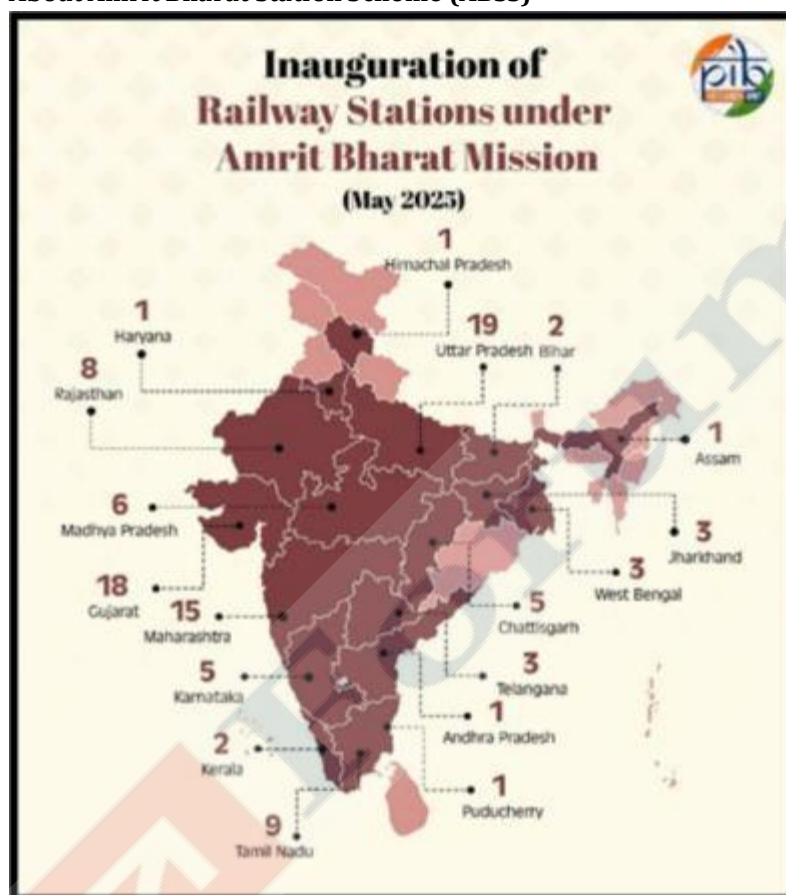 About Amrit Bharat Station Scheme (ABSS)
Inauguration of
Railway Stations under
Amrit Bharat Mission
(May 2025)
pib
1
Himachal Pradesh
1
Haryana
19
Uttar Pradesh
2
Bihar
8
Rajasthan
1
Assam
6
Madhya Pradesh
3
Jharkhand
3
West Bengal
18
Gujarat
15
Maharashtra
5
Chattisgarh
5
Karnataka
3
Telangana
1
Andhra Pradesh
2
Kerala
1
Puducherry
9
Tamil Nadu